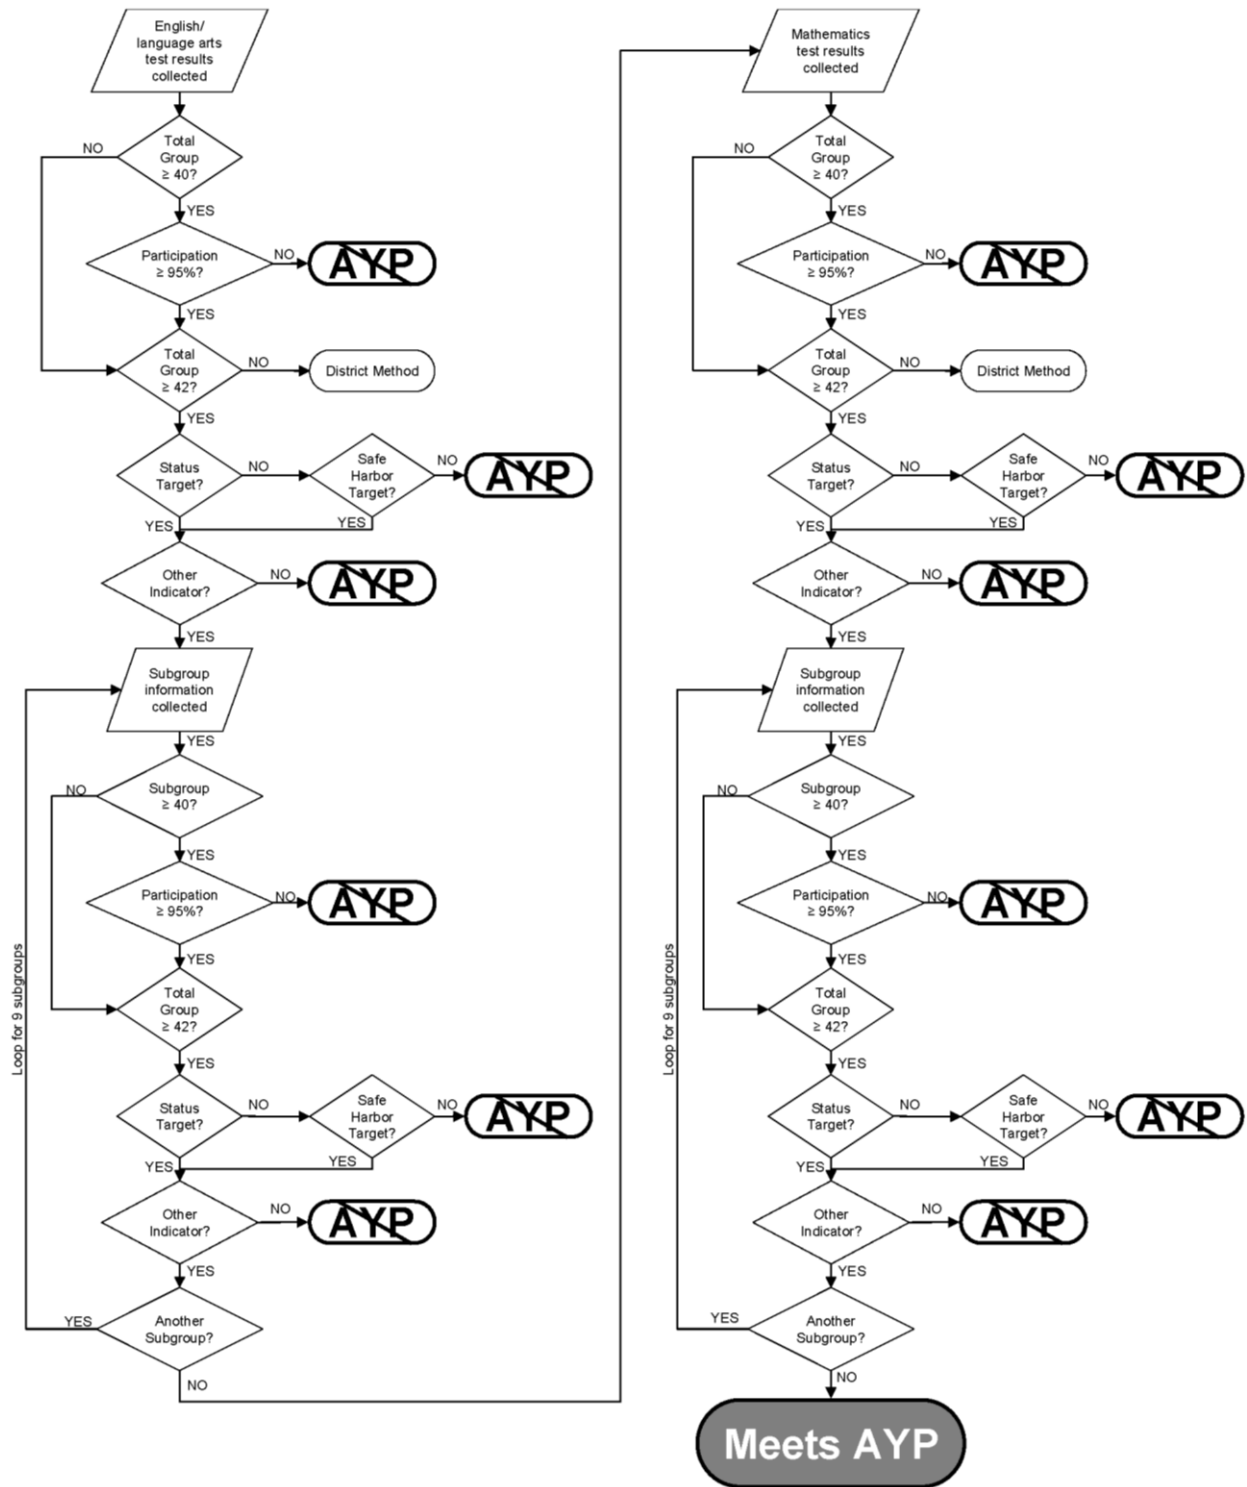 English/
language arts
test results
collected
Total
Group
≥ 40?
NO
YES
Participation
≥ 95%?
NO
AYP
YES
Total
Group
≥ 42?
NO
District Method
YES
Status
Target?
NO
Safe
Harbor
Target?
NO
AYP
YES
YES
Other
Indicator?
NO
AYP
YES
Subgroup
information
collected
YES
Subgroup
≥ 40?
NO
YES
Participation
≥ 95%?
NO
AYP
YES
Total
Group
≥ 42?
YES
Loop for 9 subgroups
Status
Target?
NO
Safe
Harbor
Target?
NO
AYP
YES
YES
Other
Indicator?
NO
AYP
YES
Another
Subgroup?
YES
NO
Mathematics
test results
collected
Total
Group
≥ 40?
NO
YES
Participation
≥ 95%?
NO
AYP
YES
Total
Group
≥ 42?
NO
District Method
YES
Status
Target?
NO
Safe
Harbor
Target?
NO
AYP
YES
YES
Other
Indicator?
NO
AYP
YES
Subgroup
information
collected
YES
Subgroup
≥ 40?
NO
YES
Participation
≥ 95%?
NO
AYP
YES
Total
Group
≥ 42?
YES
Loop for 9 subgroups
Status
Target?
NO
Safe
Harbor
Target?
NO
AYP
YES
YES
Other
Indicator?
NO
AYP
YES
Another
Subgroup?
YES
NO
Meets AYP